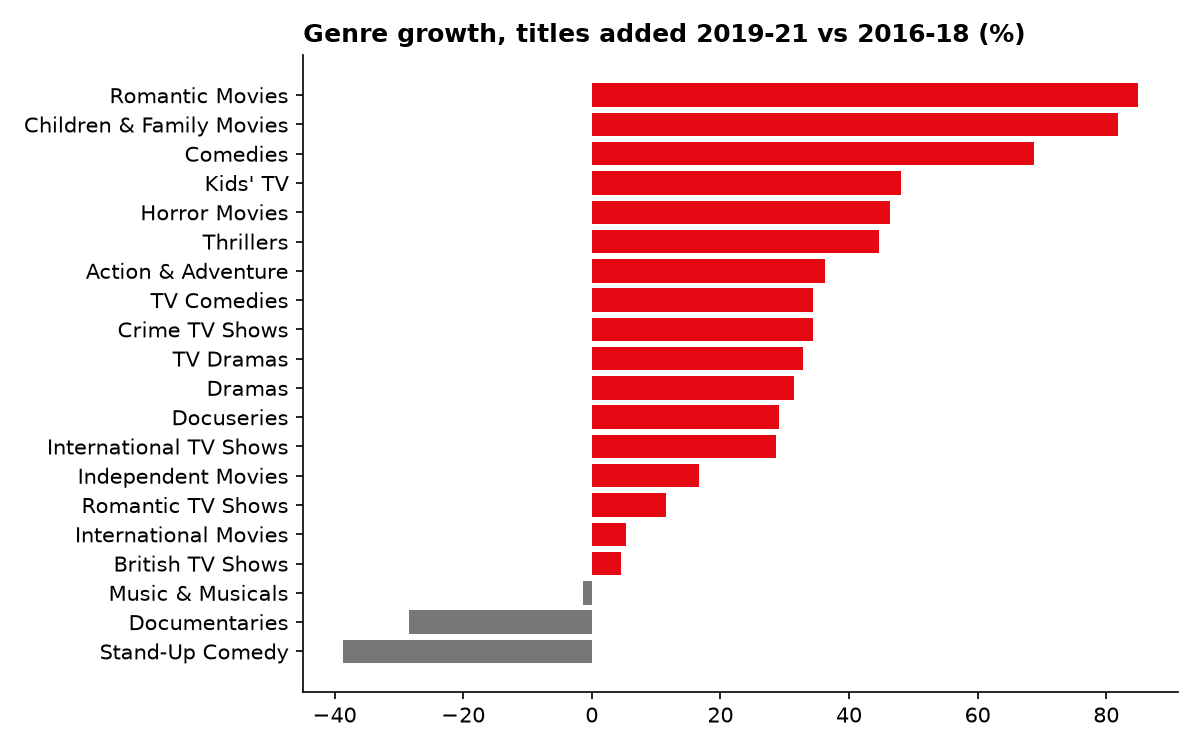 Genre growth, titles added 2019-21 vs 2016-18 (%)
Romantic Movies
Children & Family Movies
Comedies
Kids' TV
Horror Movies
Thrillers
Action & Adventure
TV Comedies
Crime TV Shows
TV Dramas
Dramas
Docuseries
International TV Shows
Independent Movies
Romantic TV Shows
International Movies
British TV Shows
Music & Musicals
Documentaries
Stand-Up Comedy
−40 −20 0 20 40 60 80